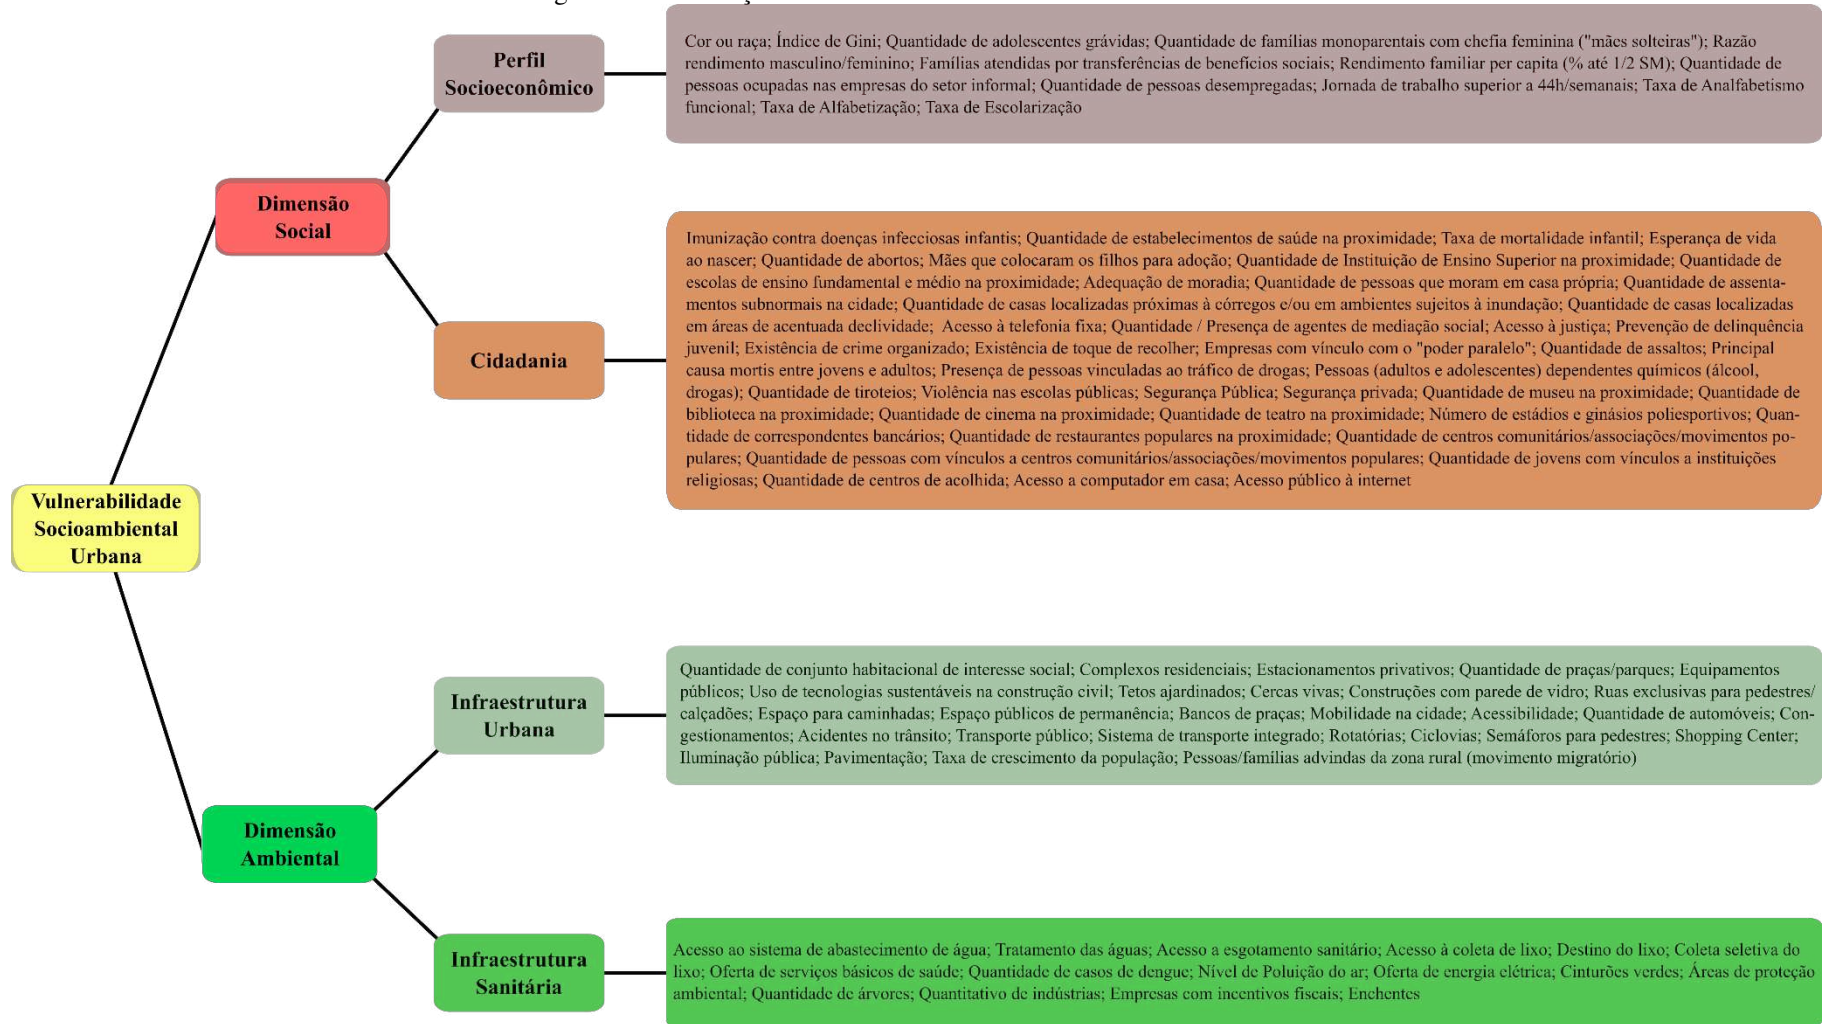 Perfil
Socioeconômico
Cor ou raça; Índice de Gini; Quantidade de adolescentes grávidas; Quantidade de famílias monoparentais com chefia feminina ("mães solteiras"); Razão
rendimento masculino/feminino; Famílias atendidas por transferências de benefícios sociais; Rendimento familiar per capita (% até 1/2 SM); Quantidade de
pessoas ocupadas nas empresas do setor informal; Quantidade de pessoas desempregadas; Jornada de trabalho superior a 44h/semanais; Taxa de Analfabetismo
funcional; Taxa de Alfabetização; Taxa de Escolarização
Dimensão
Social
Cidadania
Imunização contra doenças infecciosas infantis; Quantidade de estabelecimentos de saúde na proximidade; Taxa de mortalidade infantil; Esperança de vida
ao nascer; Quantidade de abortos; Mães que colocaram os filhos para adoção; Quantidade de Instituição de Ensino Superior na proximidade; Quantidade de
escolas de ensino fundamental e médio na proximidade; Adequação de moradia; Quantidade de pessoas que moram em casa própria; Quantidade de assenta-
mentos subnormais na cidade; Quantidade de casas localizadas próximas à córregos e/ou em ambientes sujeitos à inundação; Quantidade de casas localizadas
em áreas de acentuada declividade; Acesso à telefonia fixa; Quantidade / Presença de agentes de mediação social; Acesso à justiça; Prevenção de delinquência
juvenil; Existência de crime organizado; Existência de toque de recolher; Empresas com vínculo com o "poder paralelo"; Quantidade de assaltos; Principal
causa mortis entre jovens e adultos; Presença de pessoas vinculadas ao tráfico de drogas; Pessoas (adultos e adolescentes) dependentes químicos (álcool,
drogas); Quantidade de tiroteios; Violência nas escolas públicas; Segurança Pública; Segurança privada; Quantidade de museu na proximidade; Quantidade de
biblioteca na proximidade; Quantidade de cinema na proximidade; Quantidade de teatro na proximidade; Número de estádios e ginásios poliesportivos; Quan-
tidade de correspondentes bancários; Quantidade de restaurantes populares na proximidade; Quantidade de centros comunitários/associações/movimentos po-
pulares; Quantidade de pessoas com vínculos a centros comunitários/associações/movimentos populares; Quantidade de jovens com vínculos a instituições
religiosas; Quantidade de centros de acolhida; Acesso a computador em casa; Acesso público à internet
Vulnerabilidade
Socioambiental
Urbana
Infraestrutura
Urbana
Quantidade de conjunto habitacional de interesse social; Complexos residenciais; Estacionamentos privativos; Quantidade de praças/parques; Equipamentos
públicos; Uso de tecnologias sustentáveis na construção civil; Tetos ajardinados; Cercas vivas; Construções com parede de vidro; Ruas exclusivas para pedestres/
calçadões; Espaço para caminhadas; Espaço públicos de permanência; Bancos de praças; Mobilidade na cidade; Acessibilidade; Quantidade de automóveis; Con-
gestionamentos; Acidentes no trânsito; Transporte público; Sistema de transporte integrado; Rotatórias; Ciclovias; Semáforos para pedestres; Shopping Center;
Iluminação pública; Pavimentação; Taxa de crescimento da população; Pessoas/famílias advindas da zona rural (movimento migratório)
Dimensão
Ambiental
Infraestrutura
Sanitária
Acesso ao sistema de abastecimento de água; Tratamento das águas; Acesso a esgotamento sanitário; Acesso à coleta de lixo; Destino do lixo; Coleta seletiva do
lixo; Oferta de serviços básicos de saúde; Quantidade de casos de dengue; Nível de Poluição do ar; Oferta de energia elétrica; Cinturões verdes; Áreas de proteção
ambiental; Quantidade de árvores; Quantitativo de indústrias; Empresas com incentivos fiscais; Enchentes